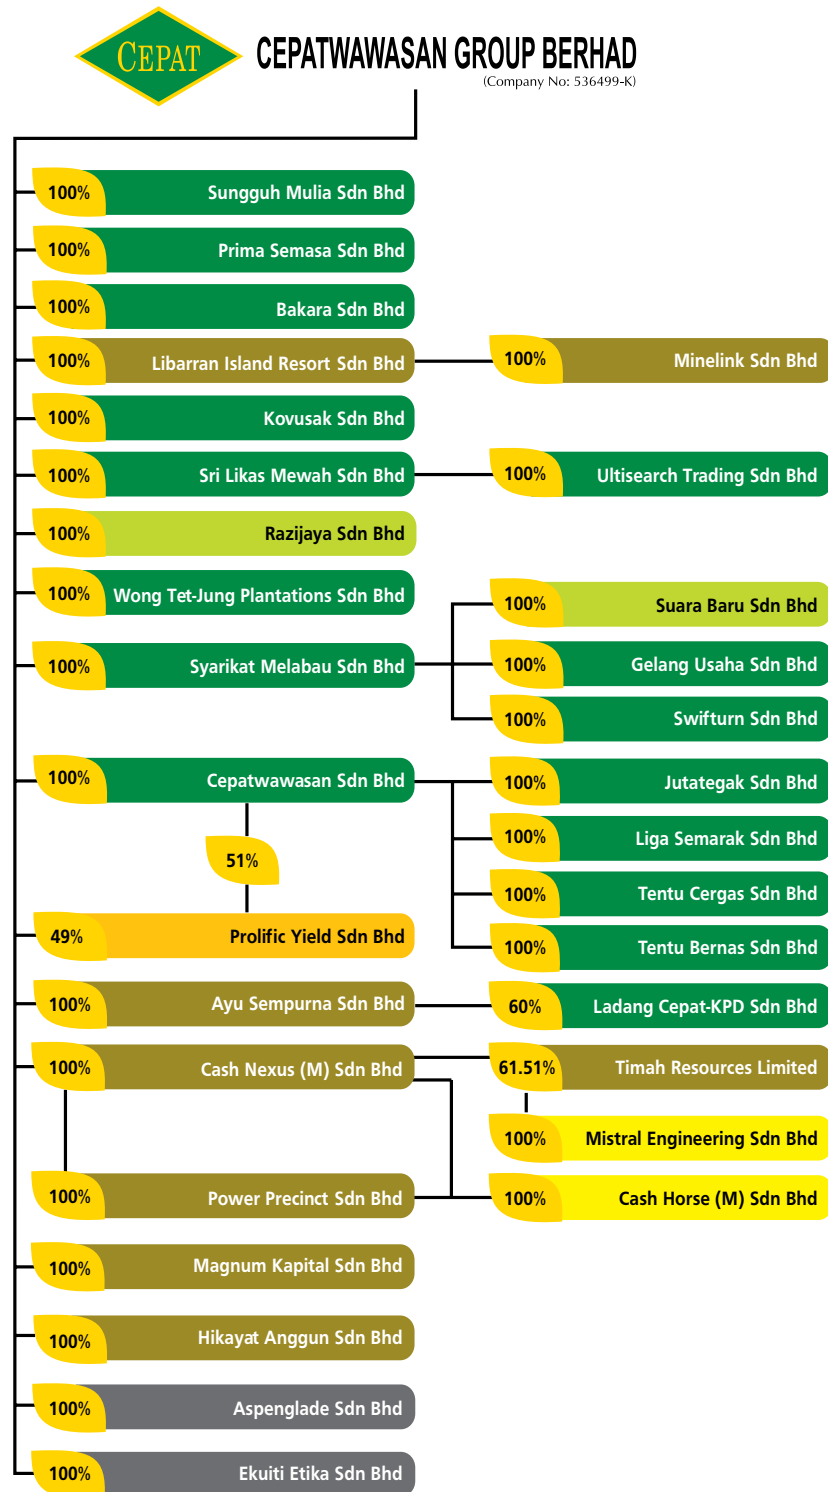 CEPAT
CEPATWAWASAN GROUP BERHAD
(Company No: 536499-K)
100% Sungguh Mulia Sdn Bhd
100% Prima Semasa Sdn Bhd
100% Bakara Sdn Bhd
100% Libarran Island Resort Sdn Bhd
100% Minelink Sdn Bhd
100% Kovusak Sdn Bhd
100% Sri Likas Mewah Sdn Bhd
100% Ultisearch Trading Sdn Bhd
100% Razijaya Sdn Bhd
100% Wong Tet-Jung Plantations Sdn Bhd
100% Syarikat Melabau Sdn Bhd
100% Suara Baru Sdn Bhd
100% Gelang Usaha Sdn Bhd
100% Swifturn Sdn Bhd
100% Cepatwawasan Sdn Bhd
100% Jutategak Sdn Bhd
100% Liga Semarak Sdn Bhd
100% Tentu Cergas Sdn Bhd
100% Tentu Bernas Sdn Bhd
51%
49% Prolific Yield Sdn Bhd
100% Ayu Sempurna Sdn Bhd
60% Ladang Cepat-KPD Sdn Bhd
100% Cash Nexus (M) Sdn Bhd
61.51% Timah Resources Limited
100% Mistral Engineering Sdn Bhd
100% Power Precinct Sdn Bhd
100% Cash Horse (M) Sdn Bhd
100% Magnum Kapital Sdn Bhd
100% Hikayat Anggun Sdn Bhd
100% Aspenglade Sdn Bhd
100% Ekuiti Etika Sdn Bhd